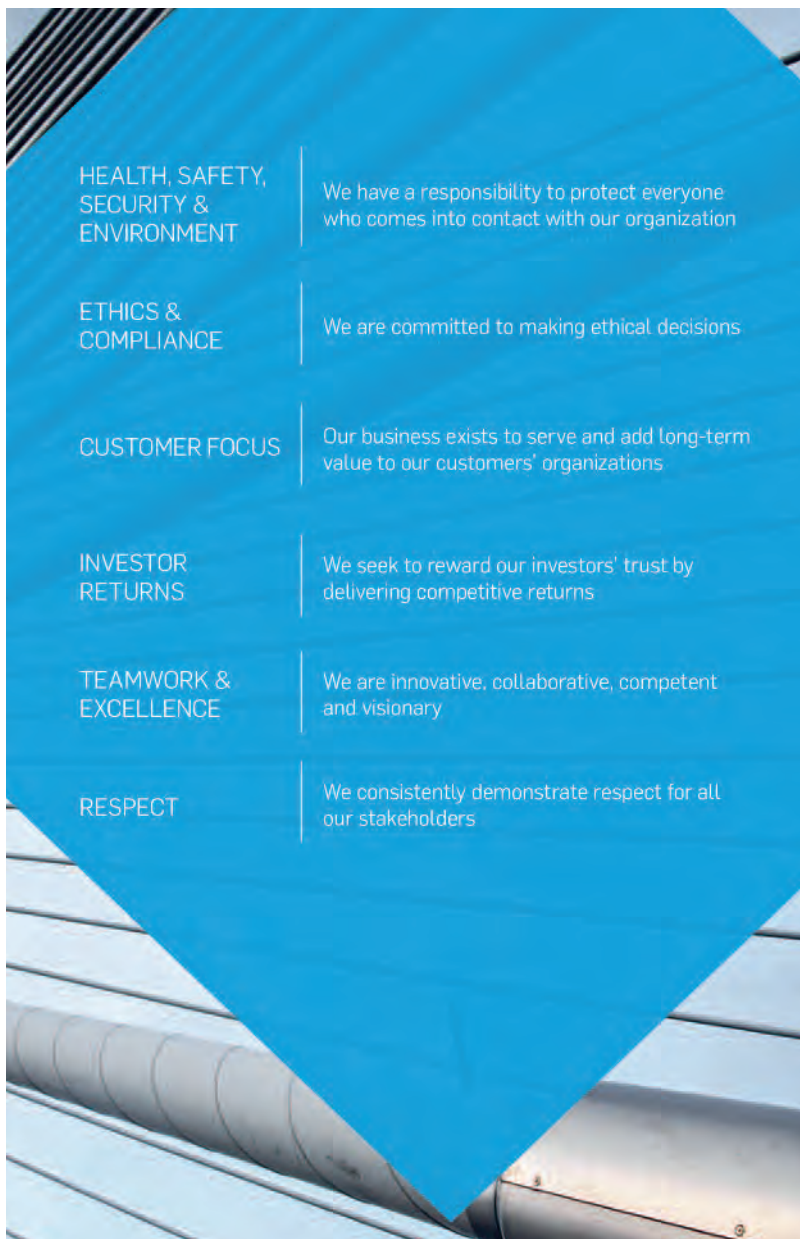 HEALTH, SAFETY,
SECURITY &
ENVIRONMENT
We have a responsibility to protect everyone
who comes into contact with our organization
ETHICS &
COMPLIANCE
We are committed to making ethical decisions
CUSTOMER FOCUS
Our business exists to serve and add long-term
value to our customers' organizations
INVESTOR
RETURNS
We seek to reward our investors' trust by
delivering competitive returns
TEAMWORK &
EXCELLENCE
We are innovative, collaborative, competent
and visionary
RESPECT
We consistently demonstrate respect for all
our stakeholders